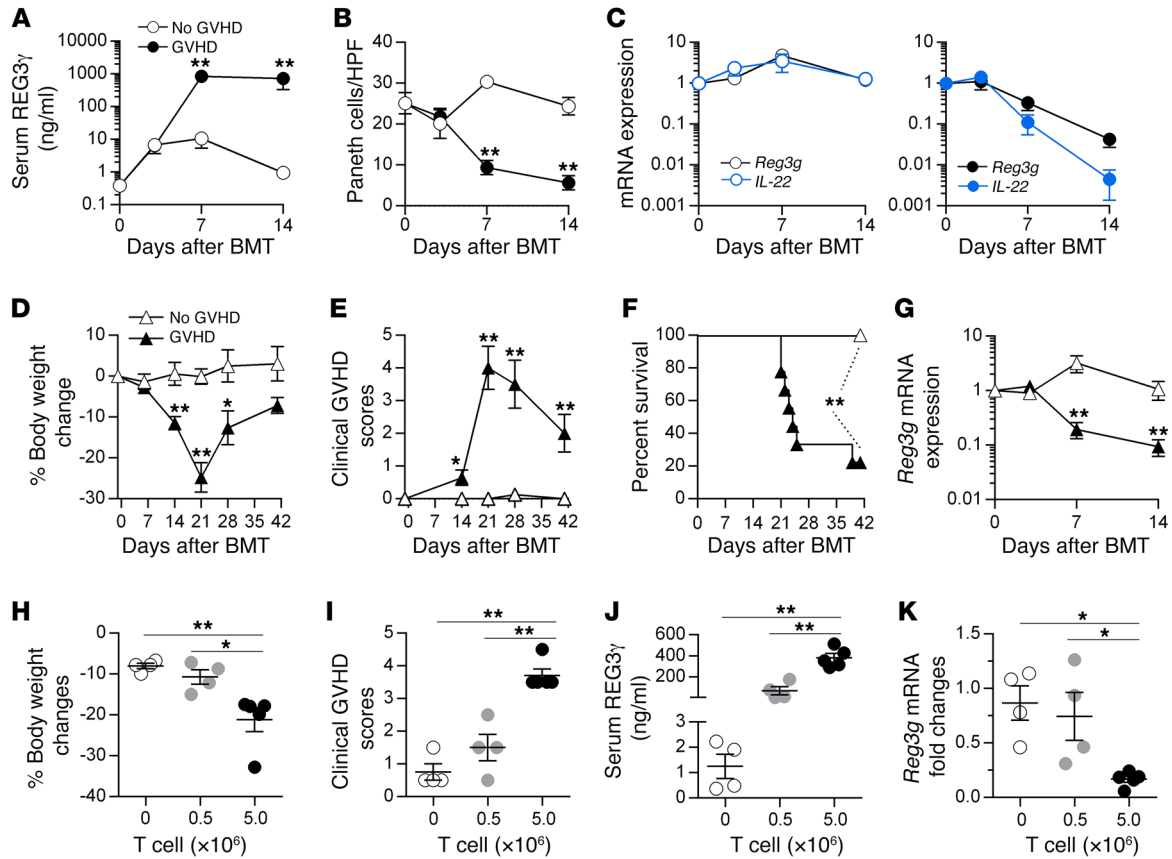 A
No GVHD
GVHD
Serum REG3γ
(ng/ml)
10000
1000
100
10
1
0.1
**
**
0 7 14
Days after BMT
B
Paneth cells/HPF
40
30
20
10
0
**
**
0 7 14
Days after BMT
C
mRNA expression
10
1
0.1
0.01
0.001
Reg3g
IL-22
0 7 14
Days after BMT
10
1
0.1
0.01
0.001
Reg3g
IL-22
0 7 14
Days after BMT
D
No GVHD
GVHD
% Body weight
change
10
0
-10
-20
-30
**
**
*
0 7 14 21 28 35 42
Days after BMT
E
Clinical GVHD
scores
5
4
3
2
1
0
*
**
**
**
0 7 14 21 28 35 42
Days after BMT
F
Percent survival
100
80
60
40
20
0
**
0 7 14 21 28 35 42
Days after BMT
G
Reg3g mRNA
expression
10
1
0.1
0.01
**
**
0 7 14
Days after BMT
H
% Body weight
changes
0
-10
-20
-30
-40
**
*
0 0.5 5.0
T cell (×10⁶)
I
Clinical GVHD
scores
5
4
3
2
1
0
**
**
0 0.5 5.0
T cell (×10⁶)
J
Serum REG3γ
(ng/ml)
600
400
200
3
2
1
0
**
**
0 0.5 5.0
T cell (×10⁶)
K
Reg3g mRNA
fold changes
1.5
1.0
0.5
0.0
*
*
0 0.5 5.0
T cell (×10⁶)